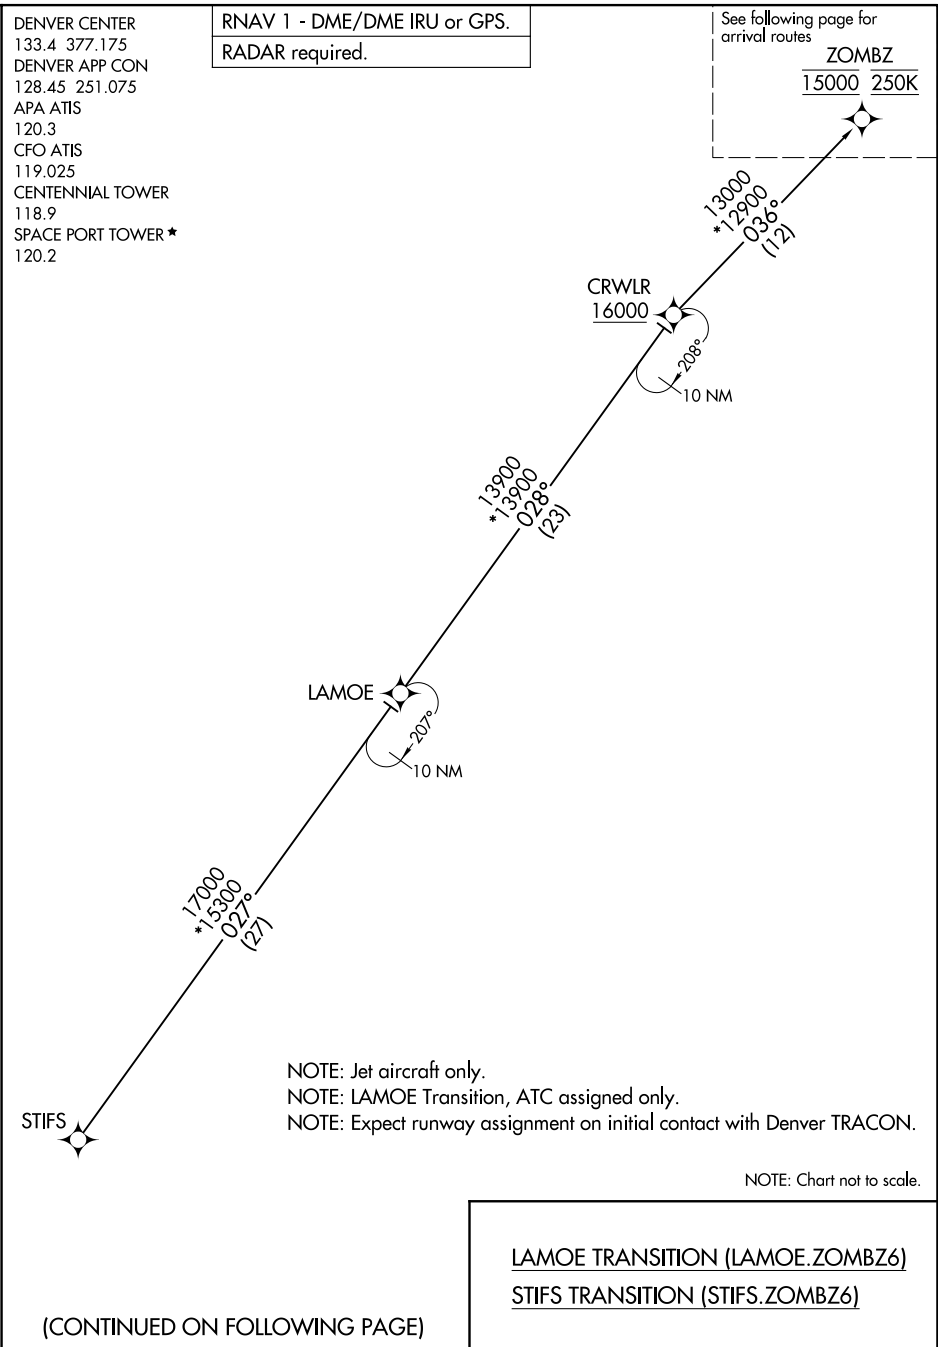 DENVER CENTER
133.4 377.175
DENVER APP CON
128.45 251.075
APA ATIS
120.3
CFO ATIS
119.025
CENTENNIAL TOWER
118.9
SPACE PORT TOWER★
120.2
RNAV 1 - DME/DME IRU or GPS.
RADAR required.
See following page for
arrival routes
ZOMBZ
15000 250K
13000
*12900
036°
(12)
CRWLR
16000
208°
10 NM
13900
*13900
028°
(23)
LAMOE
207°
10 NM
17000
*15300
027°
(27)
STIFS
NOTE: Jet aircraft only.
NOTE: LAMOE Transition, ATC assigned only.
NOTE: Expect runway assignment on initial contact with Denver TRACON.
NOTE: Chart not to scale.
LAMOE TRANSITION (LAMOE.ZOMBZ6)
STIFS TRANSITION (STIFS.ZOMBZ6)
(CONTINUED ON FOLLOWING PAGE)